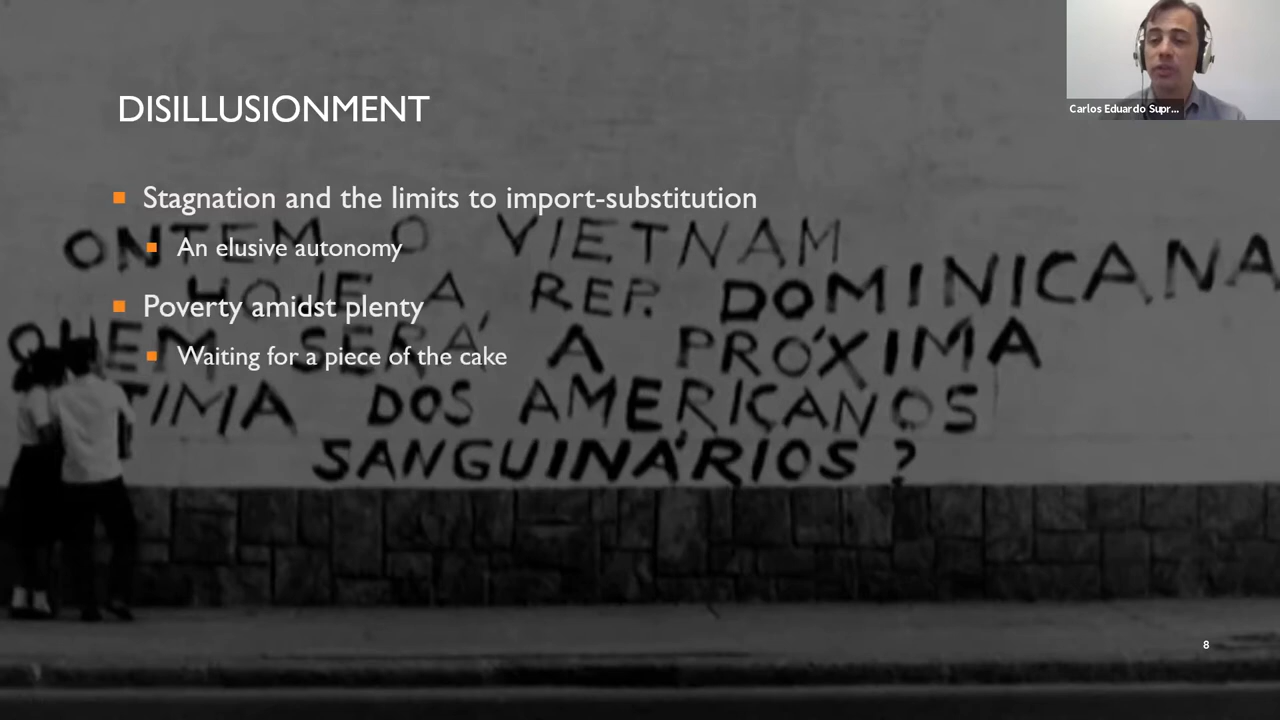 DISILLUSIONMENT
Carlos Eduardo Supr...
Stagnation and the limits to import-substitution
An elusive autonomy
Poverty amidst plenty
Waiting for a piece of the cake
ONTEM O VIETNAM
HOJE A REP. DOMINICANA
QUEM SERÁ A PRÓXIMA
TIMA DOS AMERICANOS
SANGUINÁRIOS ?
8